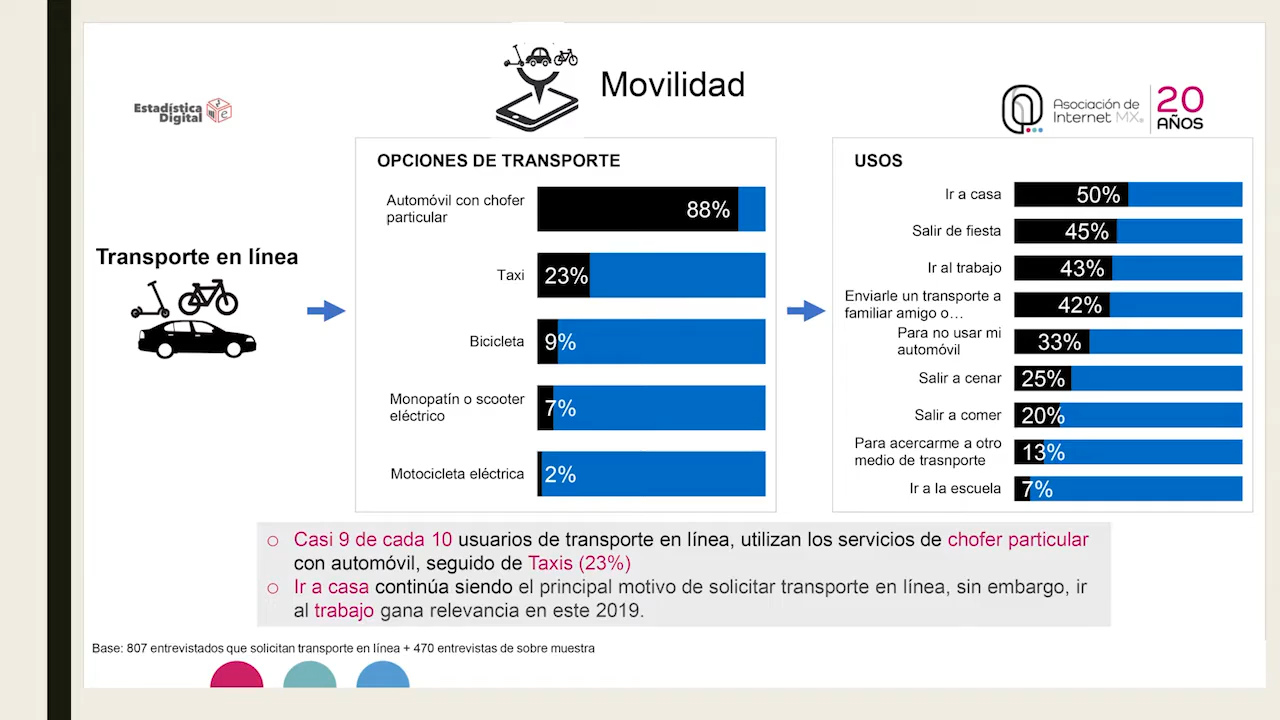 Movilidad
Estadística
Digital
Asociación de
Internet MX®
20
AÑOS
Transporte en línea
OPCIONES DE TRANSPORTE
Automóvil con chofer
particular
88%
Taxi
23%
Bicicleta
9%
Monopatín o scooter
eléctrico
7%
Motocicleta eléctrica
2%
USOS
Ir a casa
50%
Salir de fiesta
45%
Ir al trabajo
43%
Enviarle un transporte a
familiar amigo o…
42%
Para no usar mi
automóvil
33%
Salir a cenar
25%
Salir a comer
20%
Para acercarme a otro
medio de trasnporte
13%
Ir a la escuela
7%
Casi 9 de cada 10 usuarios de transporte en línea, utilizan los servicios de chofer particular
con automóvil, seguido de Taxis (23%)
Ir a casa continúa siendo el principal motivo de solicitar transporte en línea, sin embargo, ir
al trabajo gana relevancia en este 2019.
Base: 807 entrevistados que solicitan transporte en línea + 470 entrevistas de sobre muestra